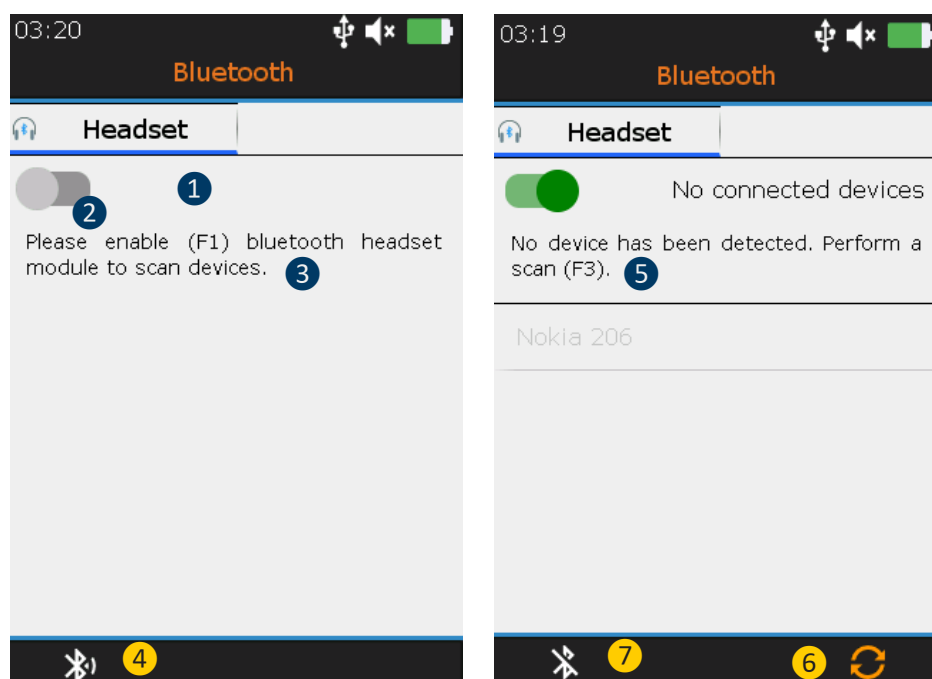 03:20
Bluetooth
Headset
1
2
Please enable (F1) bluetooth headset
module to scan devices. 3
4
03:19
Bluetooth
Headset
No connected devices
No device has been detected. Perform a
scan (F3). 5
Nokia 206
7 6